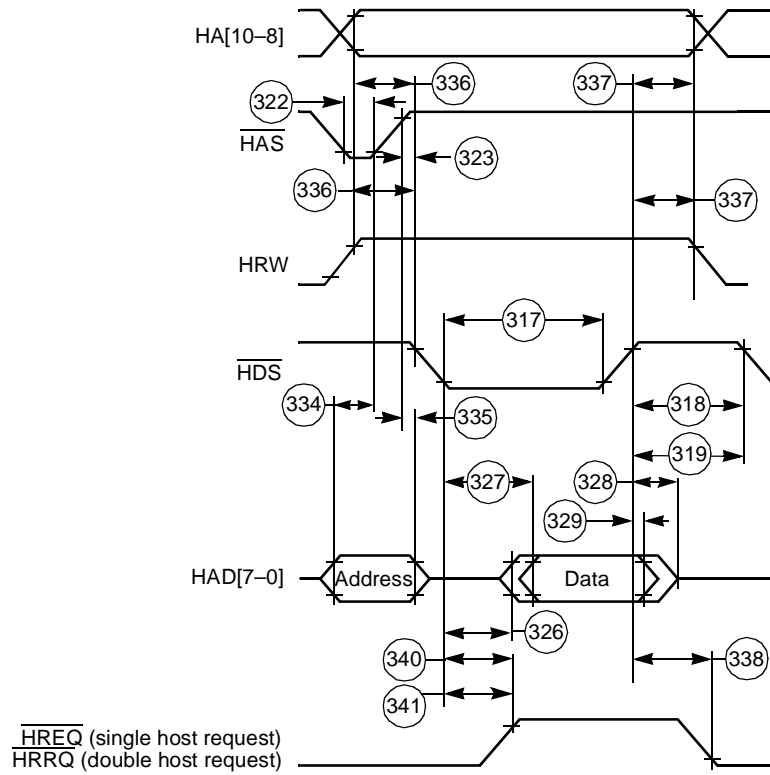 HA[10–8]
336
337
322
HAS
323
336
337
HRW
317
HDS
334
335
318
319
327
328
329
HAD[7–0]
Address
Data
326
340
338
341
HREQ (single host request)
HRRQ (double host request)